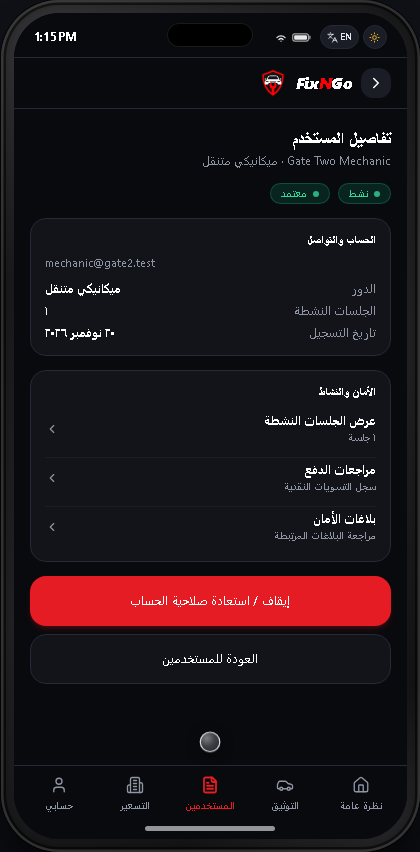 1:15 PM
EN
FixNGo
تفاصيل المستخدم
Gate Two Mechanic · ميكانيكي متنقل
نشط
معتمد
الحساب والتواصل
mechanic@gate2.test
الدور
ميكانيكي متنقل
الجلسات النشطة
١
تاريخ التسجيل
٢٠ نوفمبر ٢٠٢٦
الأمان والنشاط
عرض الجلسات النشطة
١ جلسة
مراجعات الدفع
سجل التسويات النقدية
بلاغات الأمان
مراجعة البلاغات المرتبطة
إيقاف / استعادة صلاحية الحساب
العودة للمستخدمين
نظرة عامة
التوثيق
المستخدمين
التسعير
حسابي